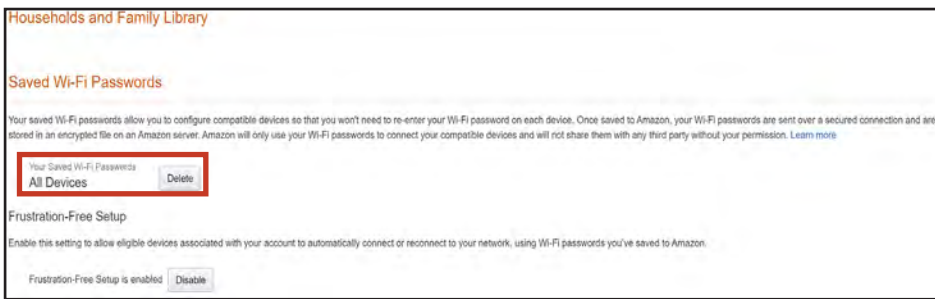 Households and Family Library
Saved Wi-Fi Passwords
Your saved Wi-Fi passwords allow you to configure compatible devices so that you won't need to re-enter your Wi-Fi password on each device. Once saved to Amazon, your Wi-Fi passwords are sent over a secured connection and are
stored in an encrypted file on an Amazon server. Amazon will only use your Wi-Fi passwords to connect your compatible devices and will not share them with any third party without your permission. Learn more
Your Saved Wi-Fi Passwords
All Devices Delete
Frustration-Free Setup
Enable this setting to allow eligible devices associated with your account to automatically connect or reconnect to your network, using Wi-Fi passwords you've saved to Amazon.
Frustration-Free Setup is enabled Disable